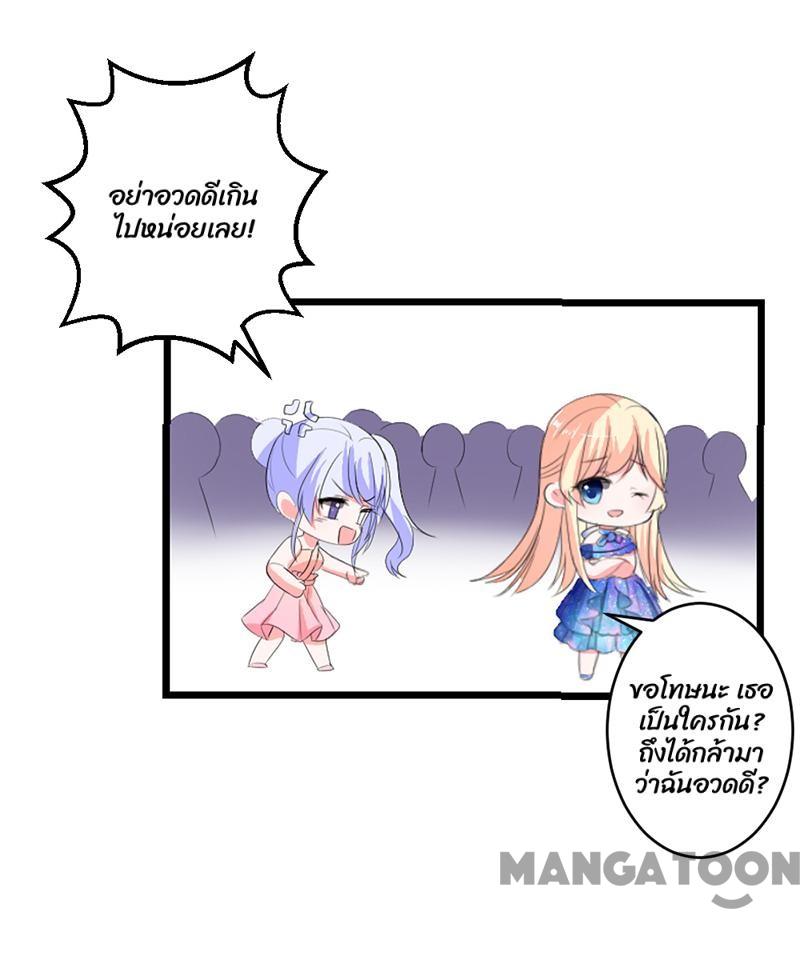 อย่าอวดดีเกิน
ไปหน่อยเลย!
ขอโทษนะ เธอ
เป็นใครกัน?
ถึงได้กล้ามา
ว่าฉันอวดดี?
MANGATOON